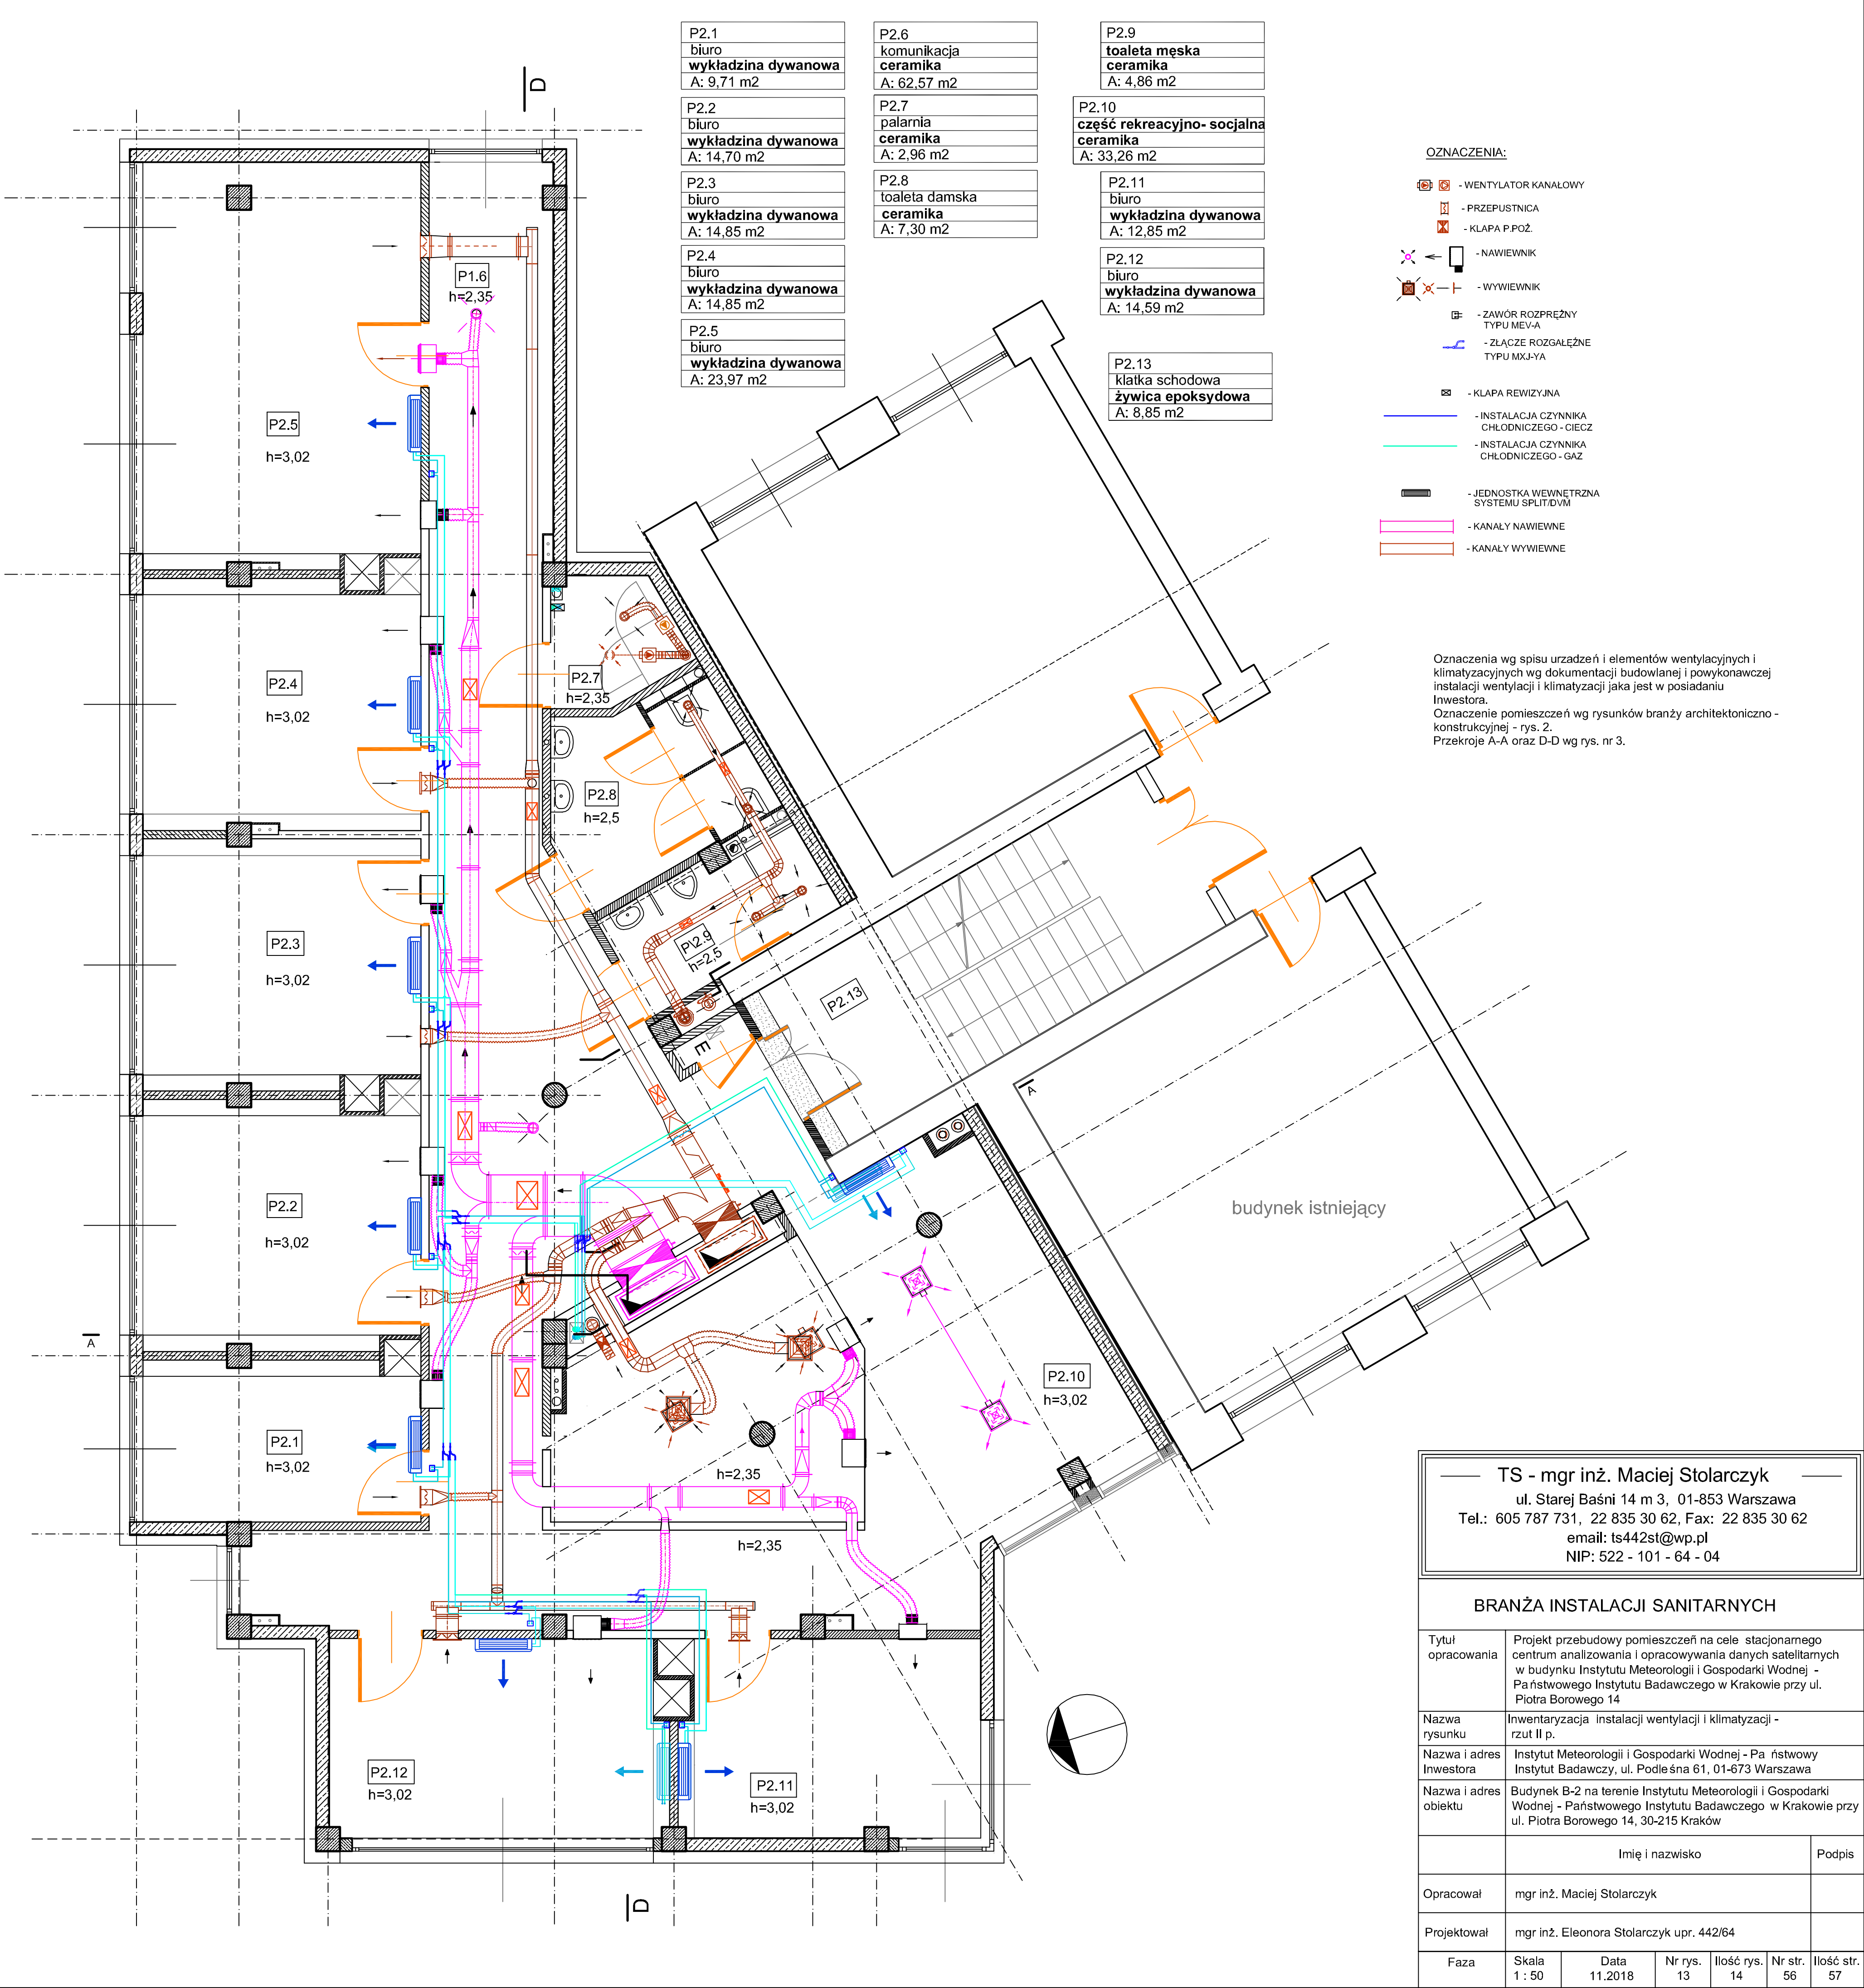 P2.1
biuro
wykładzina dywanowa
A: 9,71 m2
P2.2
biuro
wykładzina dywanowa
A: 14,70 m2
P2.3
biuro
wykładzina dywanowa
A: 14,85 m2
P2.4
biuro
wykładzina dywanowa
A: 14,85 m2
P2.5
biuro
wykładzina dywanowa
A: 23,97 m2
P2.6
komunikacja
ceramika
A: 62,57 m2
P2.7
palarnia
ceramika
A: 2,96 m2
P2.8
toaleta damska
ceramika
A: 7,30 m2
P2.9
toaleta męska
ceramika
A: 4,86 m2
P2.10
część rekreacyjno- socjalna
ceramika
A: 33,26 m2
P2.11
biuro
wykładzina dywanowa
A: 12,85 m2
P2.12
biuro
wykładzina dywanowa
A: 14,59 m2
P2.13
klatka schodowa
żywica epoksydowa
A: 8,85 m2
OZNACZENIA:
- WENTYLATOR KANAŁOWY
- PRZEPUSTNICA
- KLAPA P.POŻ.
- NAWIEWNIK
- WYWIEWNIK
- ZAWÓR ROZPRĘŻNY
TYPU MEV-A
- ZŁĄCZE ROZGAŁĘŹNE
TYPU MXJ-YA
- KLAPA REWIZYJNA
- INSTALACJA CZYNNIKA
CHŁODNICZEGO - CIECZ
- INSTALACJA CZYNNIKA
CHŁODNICZEGO - GAZ
- JEDNOSTKA WEWNĘTRZNA
SYSTEMU SPLIT/DVM
- KANAŁY NAWIEWNE
- KANAŁY WYWIEWNE
Oznaczenia wg spisu urzadzeń i elementów wentylacyjnych i
klimatyzacyjnych wg dokumentacji budowlanej i powykonawczej
instalacji wentylacji i klimatyzacji jaka jest w posiadaniu
Inwestora.
Oznaczenie pomieszczeń wg rysunków branży architektoniczno -
konstrukcyjnej - rys. 2.
Przekroje A-A oraz D-D wg rys. nr 3.
D
P1.6
h=2,35
P2.5
h=3,02
P2.4
h=3,02
P2.7
h=2,35
P2.8
h=2,5
P2.3
h=3,02
P2.9
h=2,5
P2.13
E
A
P2.2
h=3,02
budynek istniejący
A
P2.10
h=3,02
P2.1
h=3,02
h=2,35
h=2,35
P2.12
h=3,02
P2.11
h=3,02
D
TS - mgr inż. Maciej Stolarczyk
ul. Starej Baśni 14 m 3, 01-853 Warszawa
Tel.: 605 787 731, 22 835 30 62, Fax: 22 835 30 62
email: ts442st@wp.pl
NIP: 522 - 101 - 64 - 04
BRANŻA INSTALACJI SANITARNYCH
Tytuł
opracowania
Projekt przebudowy pomieszczeń na cele stacjonarnego
centrum analizowania i opracowywania danych satelitarnych
w budynku Instytutu Meteorologii i Gospodarki Wodnej -
Państwowego Instytutu Badawczego w Krakowie przy ul.
Piotra Borowego 14
Nazwa
rysunku
Inwentaryzacja instalacji wentylacji i klimatyzacji -
rzut II p.
Nazwa i adres
Inwestora
Instytut Meteorologii i Gospodarki Wodnej - Pa ństwowy
Instytut Badawczy, ul. Podleśna 61, 01-673 Warszawa
Nazwa i adres
obiektu
Budynek B-2 na terenie Instytutu Meteorologii i Gospodarki
Wodnej - Państwowego Instytutu Badawczego w Krakowie przy
ul. Piotra Borowego 14, 30-215 Kraków
Imię i nazwisko
Podpis
Opracował
mgr inż. Maciej Stolarczyk
Projektował
mgr inż. Eleonora Stolarczyk upr. 442/64
Faza
Skala
1 : 50
Data
11.2018
Nr rys.
13
Ilość rys.
14
Nr str.
56
Ilość str.
57